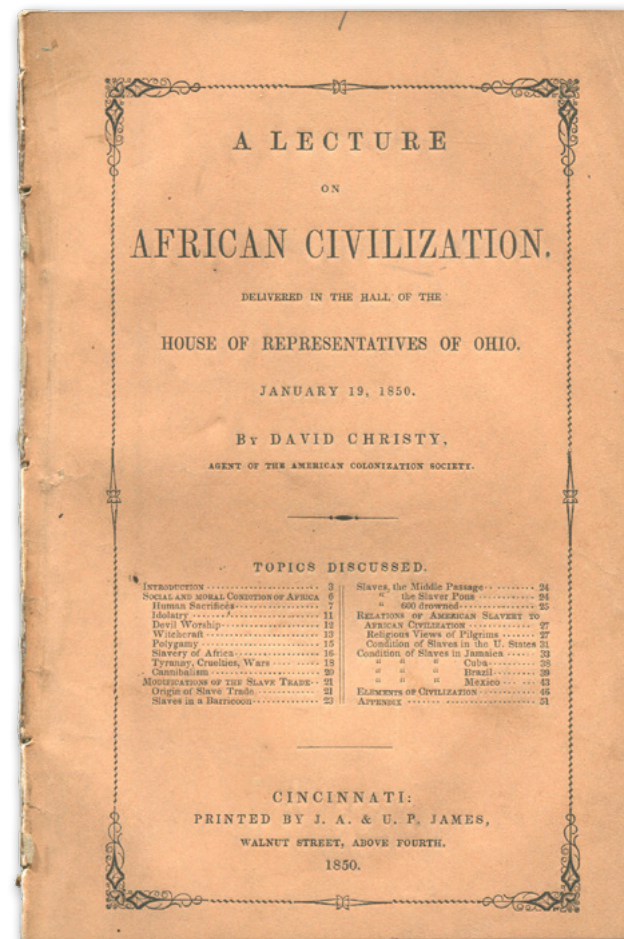 A LECTURE
ON
AFRICAN CIVILIZATION.
DELIVERED IN THE HALL OF THE
HOUSE OF REPRESENTATIVES OF OHIO.
JANUARY 19, 1850.
BY DAVID CHRISTY,
AGENT OF THE AMERICAN COLONIZATION SOCIETY.
TOPICS DISCUSSED.
INTRODUCTION 3
SOCIAL AND MORAL CONDITION OF AFRICA 6
Human Sacrifices 7
Idolatry 11
Devil Worship 12
Witchcraft 13
Polygamy 15
Slavery of Africa 16
Tyranny, Cruelties, Wars 18
Cannibalism 20
MODIFICATIONS OF THE SLAVE TRADE 21
Origin of Slave Trade 21
Slaves in a Barricoon 23
Slaves, the Middle Passage 24
" the Slaver Pons 24
" 600 drowned 25
RELATIONS OF AMERICAN SLAVERY TO
AFRICAN CIVILIZATION 27
Religious Views of Pilgrims 27
Condition of Slaves in the U. States 31
Condition of Slaves in Jamaica 33
" " " Cuba 38
" " " Brazil 39
" " " Mexico 43
ELEMENTS OF CIVILIZATION 46
APPENDIX 51
CINCINNATI:
PRINTED BY J. A. & U. P. JAMES,
WALNUT STREET, ABOVE FOURTH.
1850.